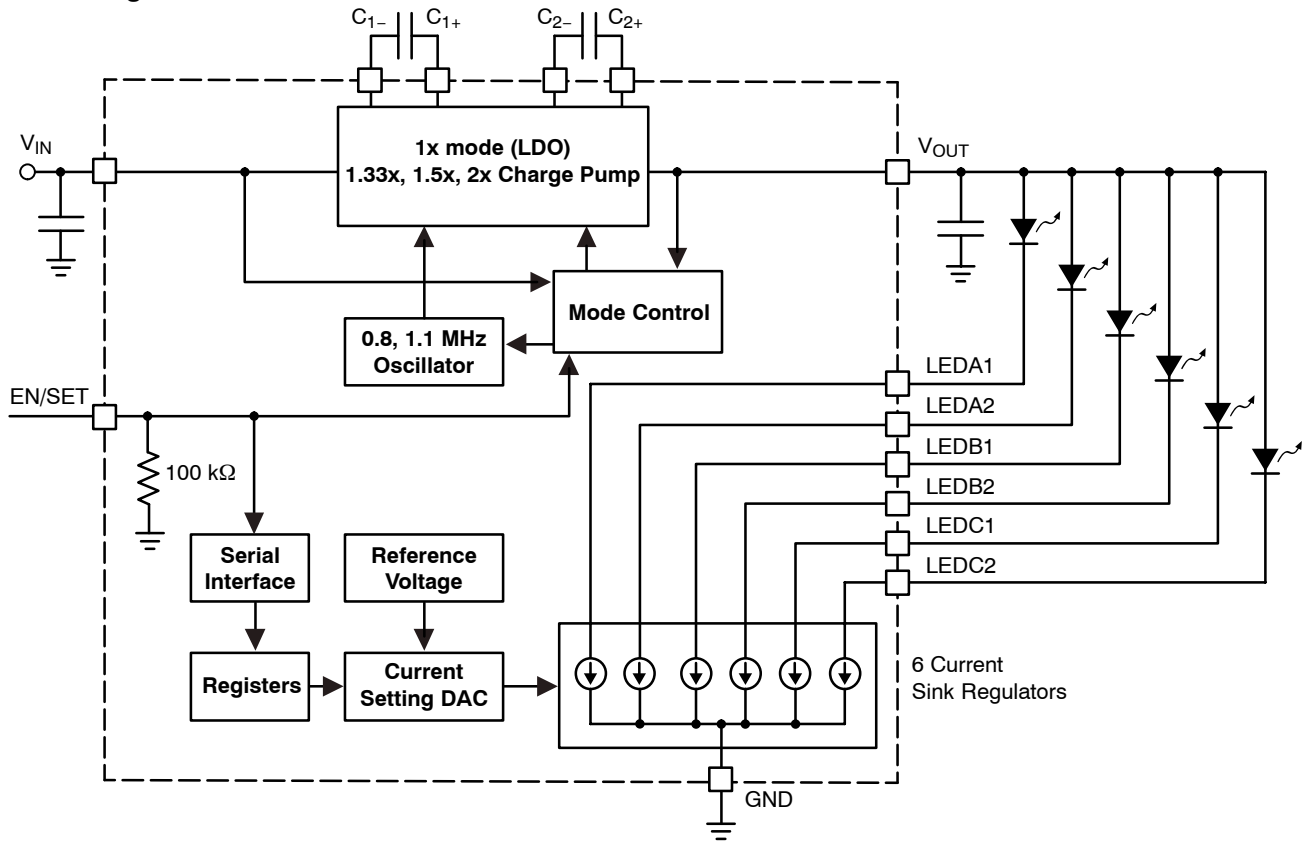 C1− C1+ C2− C2+
VIN
1x mode (LDO)
1.33x, 1.5x, 2x Charge Pump
VOUT
Mode Control
0.8, 1.1 MHz
Oscillator
EN/SET
100 kΩ
LEDA1
LEDA2
LEDB1
LEDB2
LEDC1
LEDC2
Serial
Interface
Reference
Voltage
Registers
Current
Setting DAC
6 Current
Sink Regulators
GND